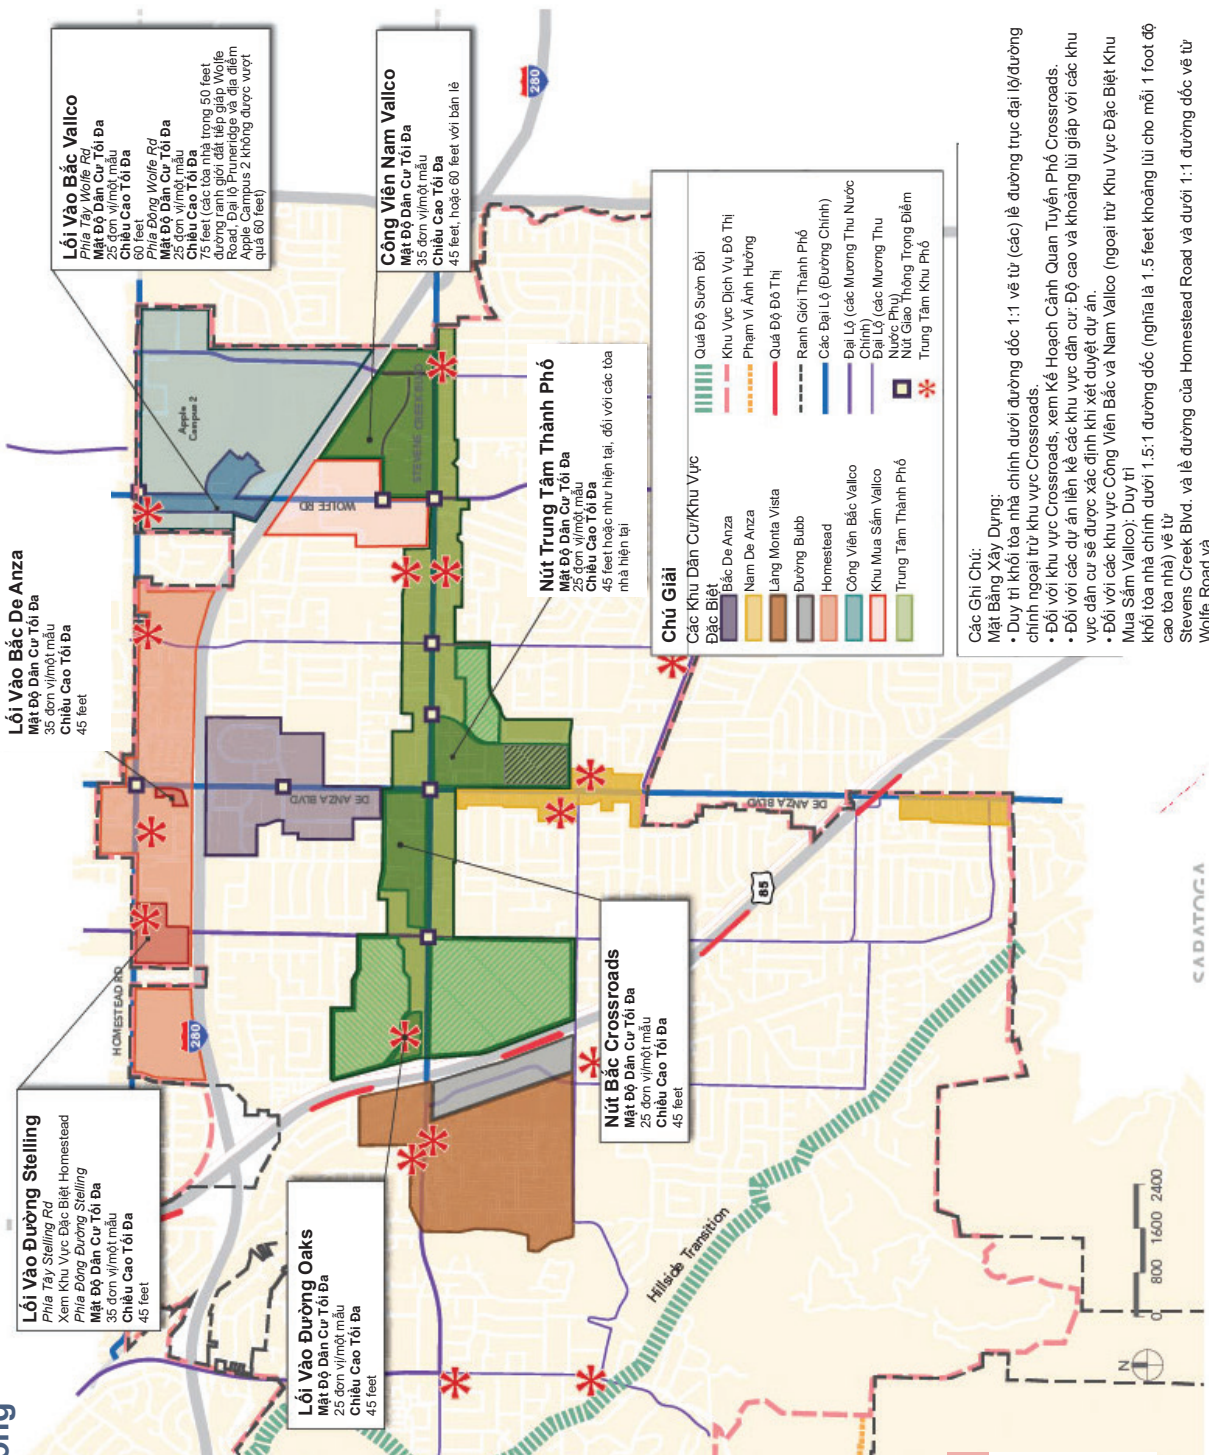 Lối Vào Đường Stelling
Phía Tây Stelling Rd
Xem Khu Vực Đặc Biệt Homestead
Phía Đông Đường Stelling
Mật Độ Dân Cư Tối Đa
35 đơn vị/một mẫu
Chiều Cao Tối Đa
45 feet
Lối Vào Bắc De Anza
Mật Độ Dân Cư Tối Đa
35 đơn vị/một mẫu
Chiều Cao Tối Đa
45 feet
Lối Vào Bắc Vallco
Phía Tây Wolfe Rd
Mật Độ Dân Cư Tối Đa
25 đơn vị/một mẫu
Chiều Cao Tối Đa
60 feet
Phía Đông Wolfe Rd
Mật Độ Dân Cư Tối Đa
25 đơn vị/một mẫu
Chiều Cao Tối Đa
75 feet (các tòa nhà trong 50 feet
đường ranh giới đất tiếp giáp Wolfe
Road, Đại lộ Pruneridge và địa điểm
Apple Campus 2 không được vượt
quá 60 feet)
Công Viên Nam Vallco
Mật Độ Dân Cư Tối Đa
35 đơn vị/một mẫu
Chiều Cao Tối Đa
45 feet, hoặc 60 feet với bán lẻ
Lối Vào Đường Oaks
Mật Độ Dân Cư Tối Đa
25 đơn vị/một mẫu
Chiều Cao Tối Đa
45 feet
Nút Bắc Crossroads
Mật Độ Dân Cư Tối Đa
25 đơn vị/một mẫu
Chiều Cao Tối Đa
45 feet
Nút Trung Tâm Thành Phố
Mật Độ Dân Cư Tối Đa
25 đơn vị/một mẫu
Chiều Cao Tối Đa
45 feet hoặc như hiện tại, đối với các tòa
nhà hiện tại
HOMESTEAD RD
280
280
85
Apple
Campus 2
WOLFE RD
STEVENS CREEK BLVD
DE ANZA BLVD
DE ANZA BLVD
Hillside Transition
SARATOGA
N
0 800 1600 2400
Chú Giải
Các Khu Dân Cư/Khu Vực
Đặc Biệt
Bắc De Anza
Nam De Anza
Làng Monta Vista
Đường Bubb
Homestead
Công Viên Bắc Vallco
Khu Mua Sắm Vallco
Trung Tâm Thành Phố
Quá Độ Sườn Đồi
Khu Vực Dịch Vụ Đô Thị
Phạm Vi Ảnh Hưởng
Quá Độ Đô Thị
Ranh Giới Thành Phố
Các Đại Lộ (Đường Chính)
Đại Lộ (các Mương Thu Nước
Chính)
Đại Lộ (các Mương Thu
Nước Phụ)
Nút Giao Thông Trọng Điểm
Trung Tâm Khu Phố
Các Ghi Chú:
Mặt Bằng Xây Dựng:
• Duy trì khối tòa nhà chính dưới đường dốc 1:1 vẽ từ (các) lề đường trục đại lộ/đường
chính ngoại trừ khu vực Crossroads.
• Đối với khu vực Crossroads, xem Kế Hoạch Cảnh Quan Tuyến Phố Crossroads.
• Đối với các dự án liền kề các khu vực dân cư: Độ cao và khoảng lùi giáp với các khu
vực dân cư sẽ được xác định khi xét duyệt dự án.
• Đối với các khu vực Công Viên Bắc và Nam Vallco (ngoại trừ Khu Vực Đặc Biệt Khu
Mua Sắm Vallco): Duy trì
khối tòa nhà chính dưới 1.5:1 đường dốc (nghĩa là 1.5 feet khoảng lùi cho mỗi 1 foot độ
cao tòa nhà) vẽ từ
Stevens Creek Blvd. và lề đường của Homestead Road và dưới 1:1 đường dốc vẽ từ
Wolfe Road và